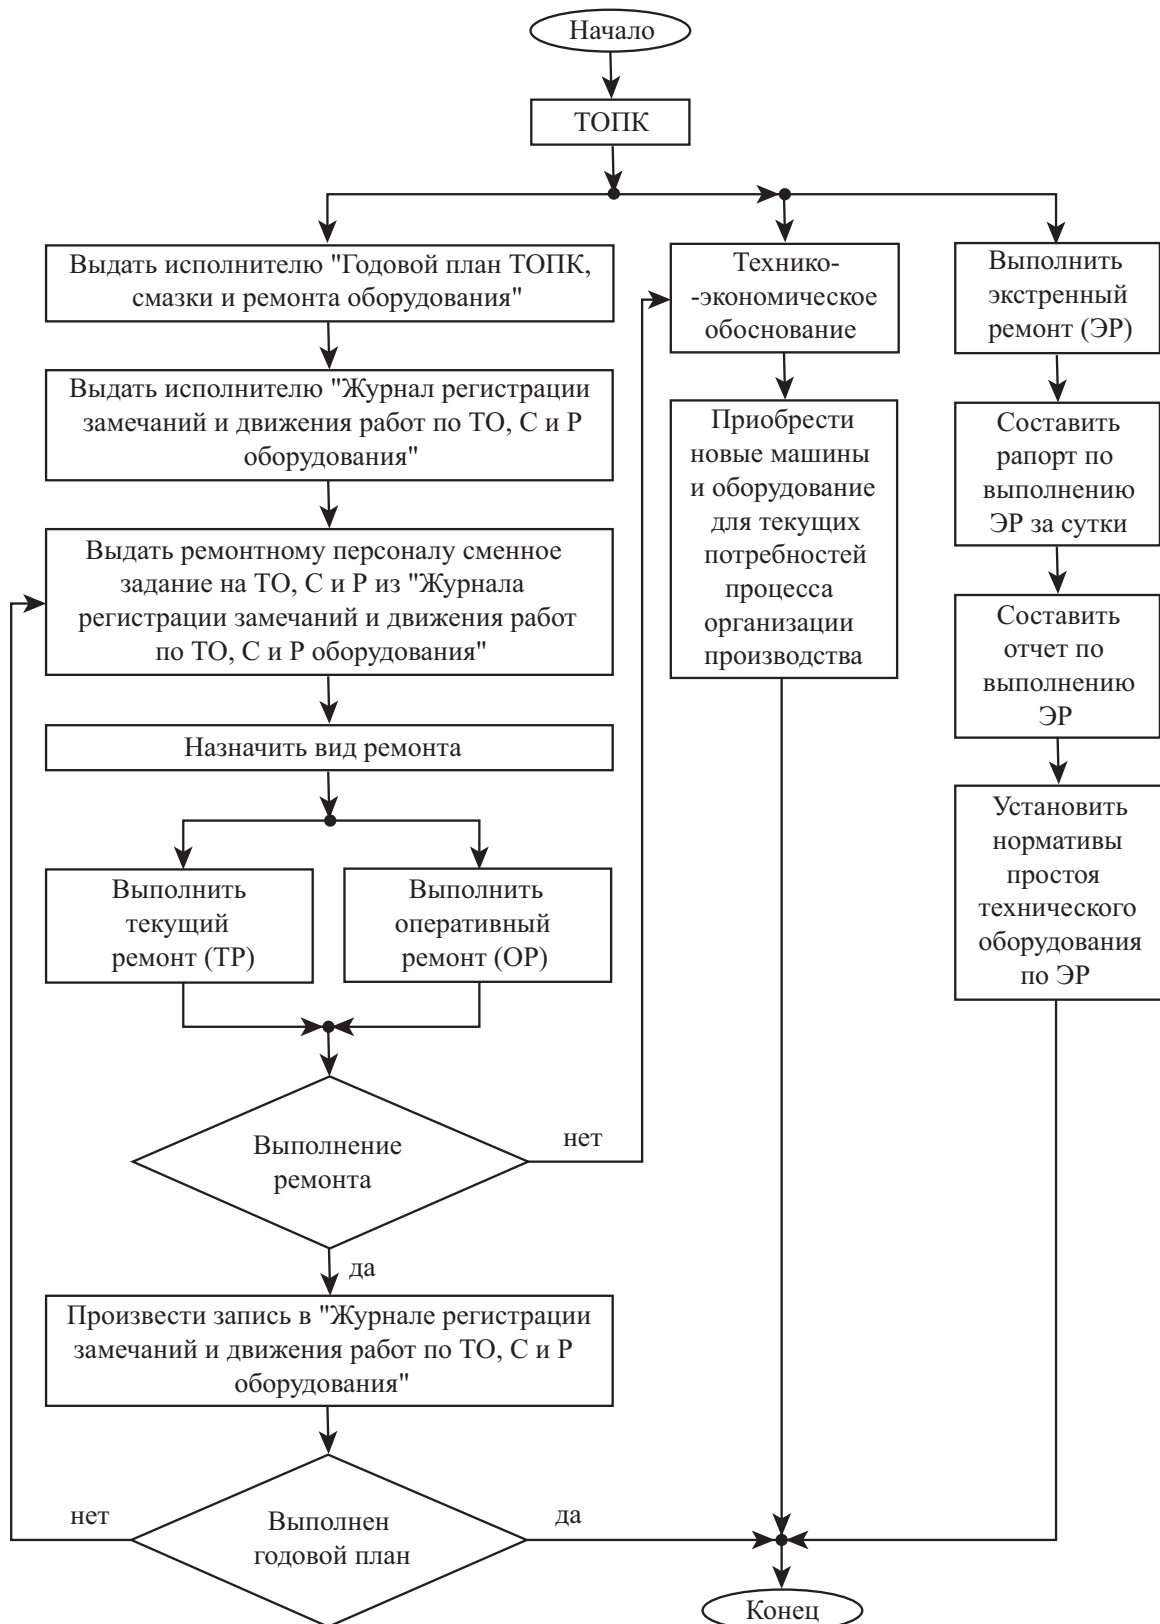 Начало
ТОПК
Выдать исполнителю "Годовой план ТОПК,
смазки и ремонта оборудования"
Выдать исполнителю "Журнал регистрации
замечаний и движения работ по ТО, С и Р
оборудования"
Выдать ремонтному персоналу сменное
задание на ТО, С и Р из "Журнала
регистрации замечаний и движения работ
по ТО, С и Р оборудования"
Назначить вид ремонта
Выполнить
текущий
ремонт (ТР)
Выполнить
оперативный
ремонт (ОР)
Выполнение
ремонта
нет
да
Произвести запись в "Журнале регистрации
замечаний и движения работ по ТО, С и Р
оборудования"
Выполнен
годовой план
нет
да
Технико-
-экономическое
обоснование
Приобрести
новые машины
и оборудование
для текущих
потребностей
процесса
организации
производства
Выполнить
экстренный
ремонт (ЭР)
Составить
рапорт по
выполнению
ЭР за сутки
Составить
отчет по
выполнению
ЭР
Установить
нормативы
простоя
технического
оборудования
по ЭР
Конец